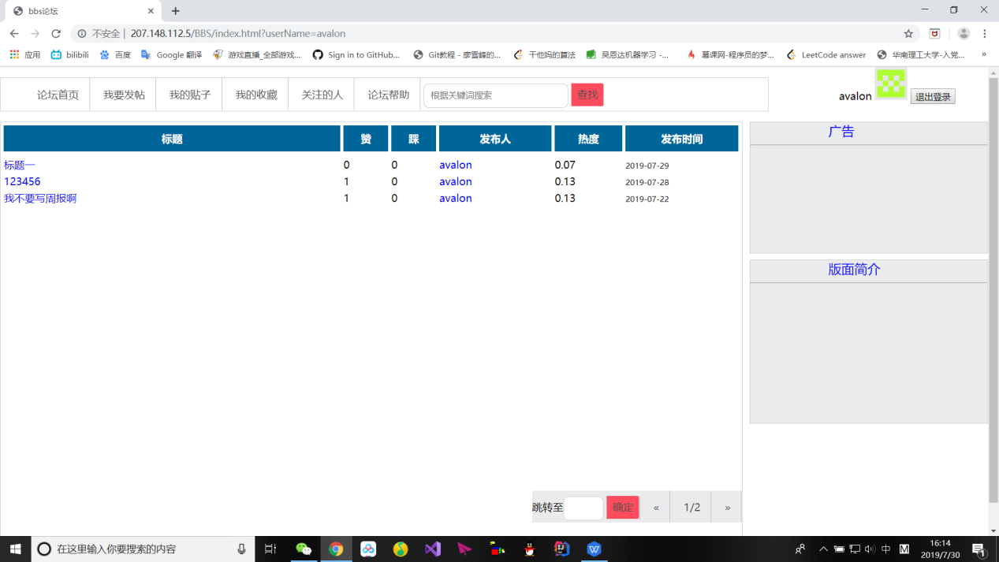 bbs论坛
不安全 | 207.148.112.5/BBS/index.html?userName=avalon
应用 bilibili 百度 Google 翻译 游戏直播_全部游戏... Sign in to GitHub... Git教程 - 廖雪峰的... 干他妈的算法 吴恩达机器学习 -... 慕课网-程序员的梦... LeetCode answer 华南理工大学-入党... »
论坛首页 我要发帖 我的贴子 我的收藏 关注的人 论坛帮助 根据关键词搜索 查找 avalon 退出登录
标题 赞 踩 发布人 热度 发布时间
标题一 0 0 avalon 0.07 2019-07-29
123456 1 0 avalon 0.13 2019-07-28
我不要写周报啊 1 0 avalon 0.13 2019-07-22
广告
版面简介
跳转至 确定 « 1/2 »
在这里输入你要搜索的内容
中 M 16:14
2019/7/30
1